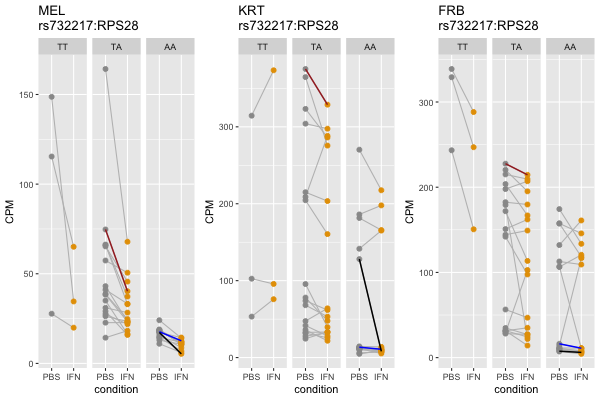 MEL
rs732217:RPS28
TT TA AA
CPM
150
100
50
0
PBS IFN PBS IFN PBS IFN
condition
KRT
rs732217:RPS28
TT TA AA
CPM
300
200
100
0
PBS IFN PBS IFN PBS IFN
condition
FRB
rs732217:RPS28
TT TA AA
CPM
300
200
100
0
PBS IFN PBS IFN PBS IFN
condition